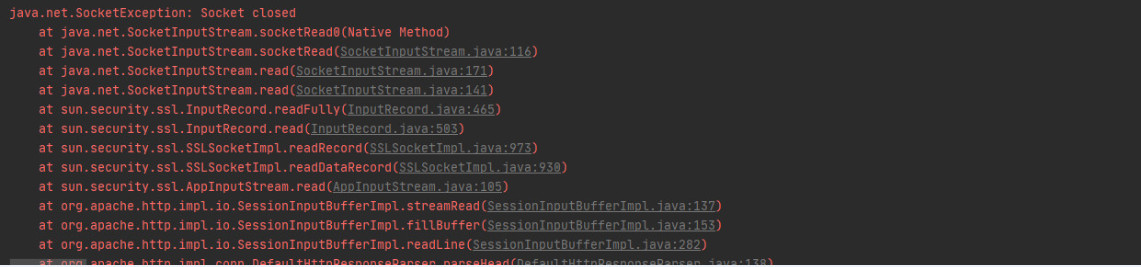 java.net.SocketException: Socket closed
at java.net.SocketInputStream.socketRead0(Native Method)
at java.net.SocketInputStream.socketRead(SocketInputStream.java:116)
at java.net.SocketInputStream.read(SocketInputStream.java:171)
at java.net.SocketInputStream.read(SocketInputStream.java:141)
at sun.security.ssl.InputRecord.readFully(InputRecord.java:465)
at sun.security.ssl.InputRecord.read(InputRecord.java:503)
at sun.security.ssl.SSLSocketImpl.readRecord(SSLSocketImpl.java:973)
at sun.security.ssl.SSLSocketImpl.readDataRecord(SSLSocketImpl.java:930)
at sun.security.ssl.AppInputStream.read(AppInputStream.java:105)
at org.apache.http.impl.io.SessionInputBufferImpl.streamRead(SessionInputBufferImpl.java:137)
at org.apache.http.impl.io.SessionInputBufferImpl.fillBuffer(SessionInputBufferImpl.java:153)
at org.apache.http.impl.io.SessionInputBufferImpl.readLine(SessionInputBufferImpl.java:282)
at org.apache.http.impl.conn.DefaultHttpResponseParser.parseHead(DefaultHttpResponseParser.java:138)